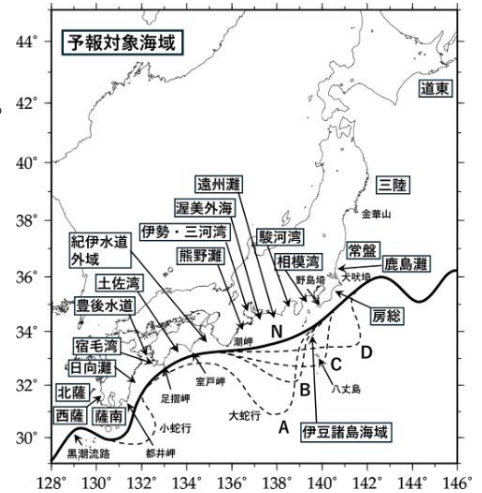 予報対象海域
44°
42°
40°
38°
36°
34°
32°
30°
道東
三陸
金華山
遠州灘
渥美外海
伊勢・三河湾
駿河湾
紀伊水道
外域
熊野灘
相模湾
野島埼
犬吠埼
常盤
鹿島灘
土佐湾
豊後水道
房総
N
潮岬
宿毛湾
日向灘
室戸岬
D
C
B
A
八丈島
北薩
西薩
薩南
足摺岬
大蛇行
小蛇行
伊豆諸島海域
黒潮流路
都井岬
128°
130°
132°
134°
136°
138°
140°
142°
144°
146°